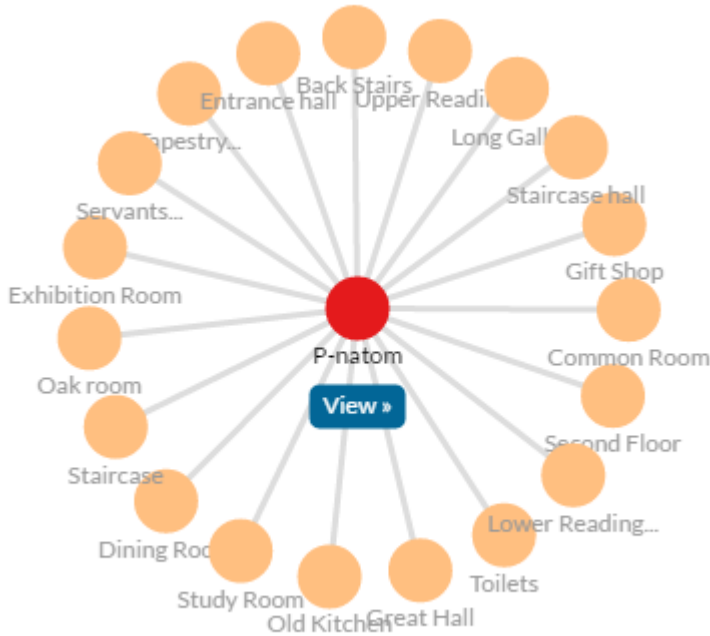 Back Stairs
Entrance hall
Upper Readi
Tapestry...
Long Gall
Staircase hall
Servants...
Gift Shop
Exhibition Room
P-natom
Common Room
Oak room
View »
Second Floor
Staircase
Lower Reading...
Dining Roo
Toilets
Study Room
Great Hall
Old Kitchen